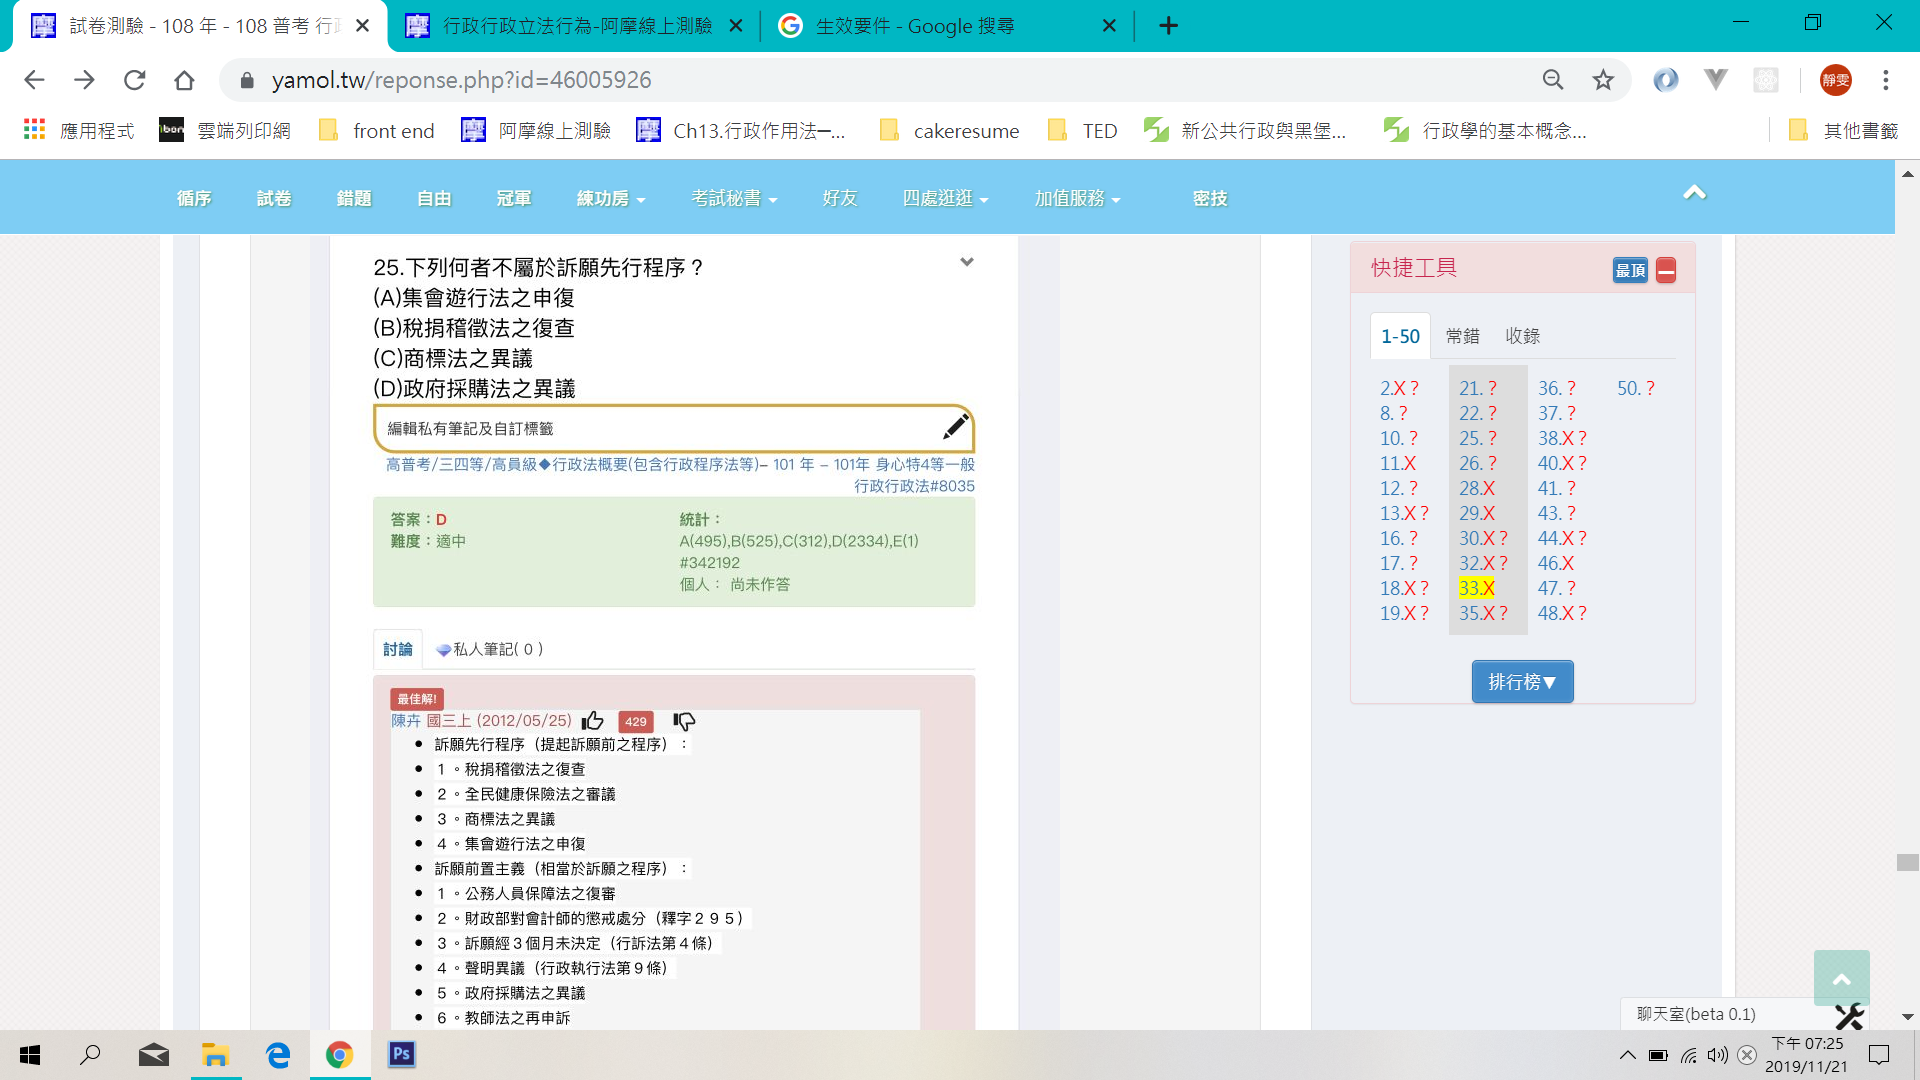 試卷測驗 - 108 年 - 108 普考 行
行政行政立法行為-阿摩線上測驗
生效要件 - Google 搜尋
yamol.tw/reponse.php?id=46005926
靜雯
應用程式
ibon
雲端列印網
front end
阿摩線上測驗
Ch13.行政作用法─...
cakeresume
TED
新公共行政與黑堡...
行政學的基本概念...
其他書籤
循序
試卷
錯題
自由
冠軍
練功房
考試秘書
好友
四處逛逛
加值服務
密技
25.下列何者不屬於訴願先行程序？
(A)集會遊行法之申復
(B)稅捐稽徵法之復查
(C)商標法之異議
(D)政府採購法之異議
編輯私有筆記及自訂標籤
高普考/三四等/高員級◆行政法概要(包含行政程序法等)– 101 年 – 101年 身心特4等一般
行政行政法#8035
答案：D
難度：適中
統計：
A(495),B(525),C(312),D(2334),E(1)
#342192
個人： 尚未作答
討論
私人筆記( 0 )
最佳解!
陳卉 國三上 (2012/05/25) 429
訴願先行程序（提起訴願前之程序）：
１。稅捐稽徵法之復查
２。全民健康保險法之審議
３。商標法之異議
４。集會遊行法之申復
訴願前置主義（相當於訴願之程序）：
１。公務人員保障法之復審
２。財政部對會計師的懲戒處分（釋字２９５）
３。訴願經３個月未決定（行訴法第４條）
４。聲明異議（行政執行法第９條）
５。政府採購法之異議
６。教師法之再申訴
快捷工具
最頂
1-50
常錯
收錄
2.X ?
8. ?
10. ?
11.X
12. ?
13.X ?
16. ?
17. ?
18.X ?
19.X ?
21. ?
22. ?
25. ?
26. ?
28.X
29.X
30.X ?
32.X ?
33.X
35.X ?
36. ?
37. ?
38.X ?
40.X ?
41. ?
43. ?
44.X ?
46.X
47. ?
48.X ?
50. ?
排行榜▼
聊天室(beta 0.1)
Ps
下午 07:25
2019/11/21